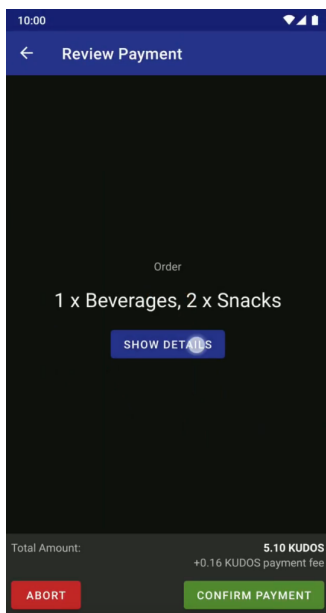 10:00
Review Payment
Order
1 x Beverages, 2 x Snacks
SHOW DETAILS
Total Amount:
5.10 KUDOS
+0.16 KUDOS payment fee
ABORT
CONFIRM PAYMENT